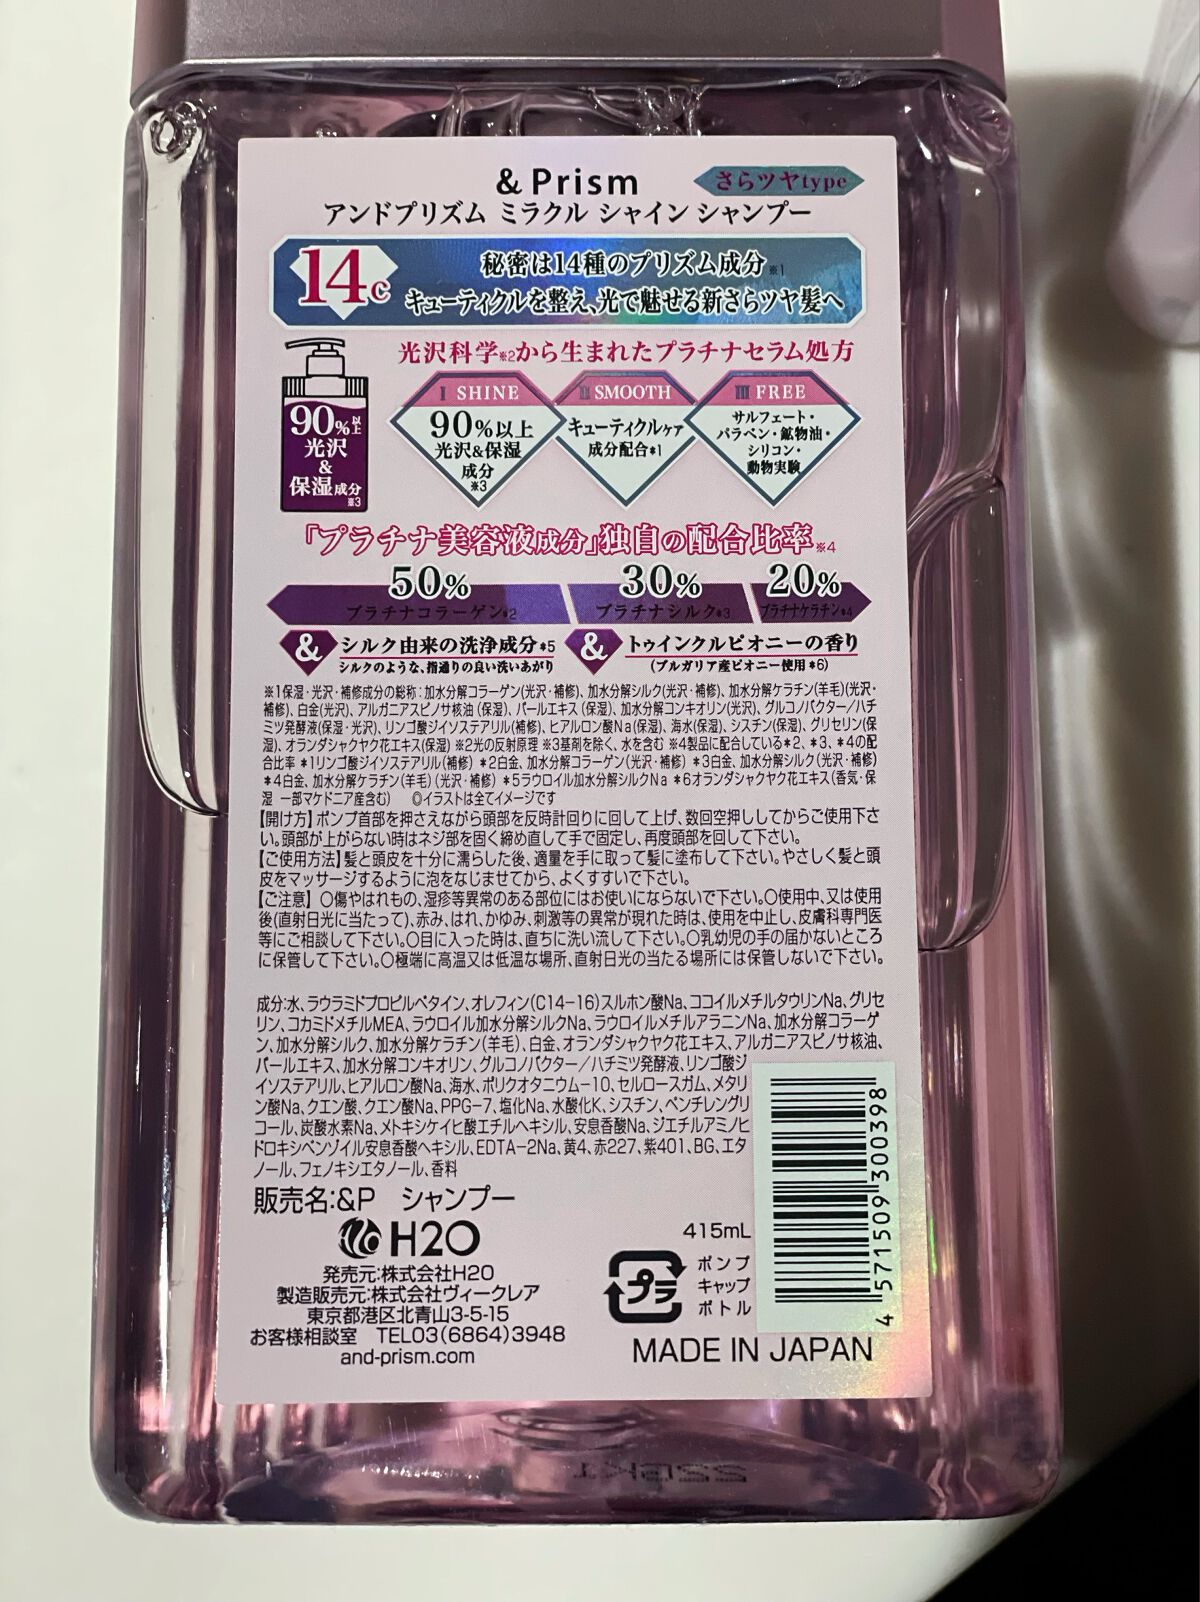 & Prism
さらツヤtype
アンドプリズム ミラクル シャイン シャンプー
14c
秘密は14種のプリズム成分※1
キューティクルを整え、光で魅せる新さらツヤ髪へ
光沢科学※2から生まれたプラチナセラム処方
90%以上
光沢
&
保湿成分
※3
I SHINE
90%以上
光沢&保湿
成分
※3
II SMOOTH
キューティクルケア
成分配合*1
III FREE
サルフェート・
パラベン・鉱物油・
シリコン・
動物実験
「プラチナ美容液成分」独自の配合比率※4
50% 30% 20%
プラチナコラーゲン*2 プラチナシルク*3 プラチナケラチン*4
& シルク由来の洗浄成分*5
シルクのような、指通りの良い洗いあがり
& トゥインクルピオニーの香り
(ブルガリア産ピオニー使用*6)
※1保湿・光沢・補修成分の総称：加水分解コラーゲン(光沢・補修)、加水分解シルク(光沢・補修)、加水分解ケラチン(羊毛)(光沢・
補修)、白金(光沢)、アルガニアスピノサ核油(保湿)、パールエキス(保湿)、加水分解コンキオリン(光沢)、グルコノバクター/ハチ
ミツ発酵液(保湿・光沢)、リンゴ酸ジイソステアリル(補修)、ヒアルロン酸Na(保湿)、海水(保湿)、シスチン(保湿)、グリセリン(保
湿)、オランダシャクヤク花エキス(保湿) ※2光の反射原理 ※3基剤を除く、水を含む ※4製品に配合している*2、*3、*4の配
合比率 *1リンゴ酸ジイソステアリル(補修) *2白金、加水分解コラーゲン(光沢・補修) *3白金、加水分解シルク(光沢・補修)
*4白金、加水分解ケラチン(羊毛)(光沢・補修) *5ラウロイル加水分解シルクNa *6オランダシャクヤク花エキス(香気・保
湿 一部マケドニア産含む) ◎イラストは全てイメージです
【開け方】ポンプ首部を押さえながら頭部を反時計回りに回して上げ、数回空押ししてからご使用下さ
い。頭部が上がらない時はネジ部を固く締め直して手で固定し、再度頭部を回して下さい。
【ご使用方法】髪と頭皮を十分に濡らした後、適量を手に取って髪に塗布して下さい。やさしく髪と頭
皮をマッサージするように泡をなじませてから、よくすすいで下さい。
【ご注意】○傷やはれもの、湿疹等異常のある部位にはお使いにならないで下さい。○使用中、又は使用
後(直射日光に当たって)、赤み、はれ、かゆみ、刺激等の異常が現れた時は、使用を中止し、皮膚科専門医
等にご相談して下さい。○目に入った時は、直ちに洗い流して下さい。○乳幼児の手の届かないところ
に保管して下さい。○極端に高温又は低温な場所、直射日光の当たる場所には保管しないで下さい。
成分:水、ラウラミドプロピルベタイン、オレフィン(C14-16)スルホン酸Na、ココイルメチルタウリンNa、グリセ
リン、コカミドメチルMEA、ラウロイル加水分解シルクNa、ラウロイルメチルアラニンNa、加水分解コラーゲ
ン、加水分解シルク、加水分解ケラチン(羊毛)、白金、オランダシャクヤク花エキス、アルガニアスピノサ核油、
パールエキス、加水分解コンキオリン、グルコノバクター/ハチミツ発酵液、リンゴ酸ジ
イソステアリル、ヒアルロン酸Na、海水、ポリクオタニウム-10、セルロースガム、メタリ
ン酸Na、クエン酸、クエン酸Na、PPG-7、塩化Na、水酸化K、シスチン、ペンチレングリ
コール、炭酸水素Na、メトキシケイヒ酸エチルヘキシル、安息香酸Na、ジエチルアミノヒ
ドロキシベンゾイル安息香酸ヘキシル、EDTA-2Na、黄4、赤227、紫401、BG、エタ
ノール、フェノキシエタノール、香料
販売名:&P シャンプー
H2O
発売元:株式会社H2O
製造販売元:株式会社ヴィークレア
東京都港区北青山3-5-15
お客様相談室 TEL03(6864)3948
and-prism.com
415mL
プラ
ポンプ
キャップ
ボトル
MADE IN JAPAN
4 571509 300398